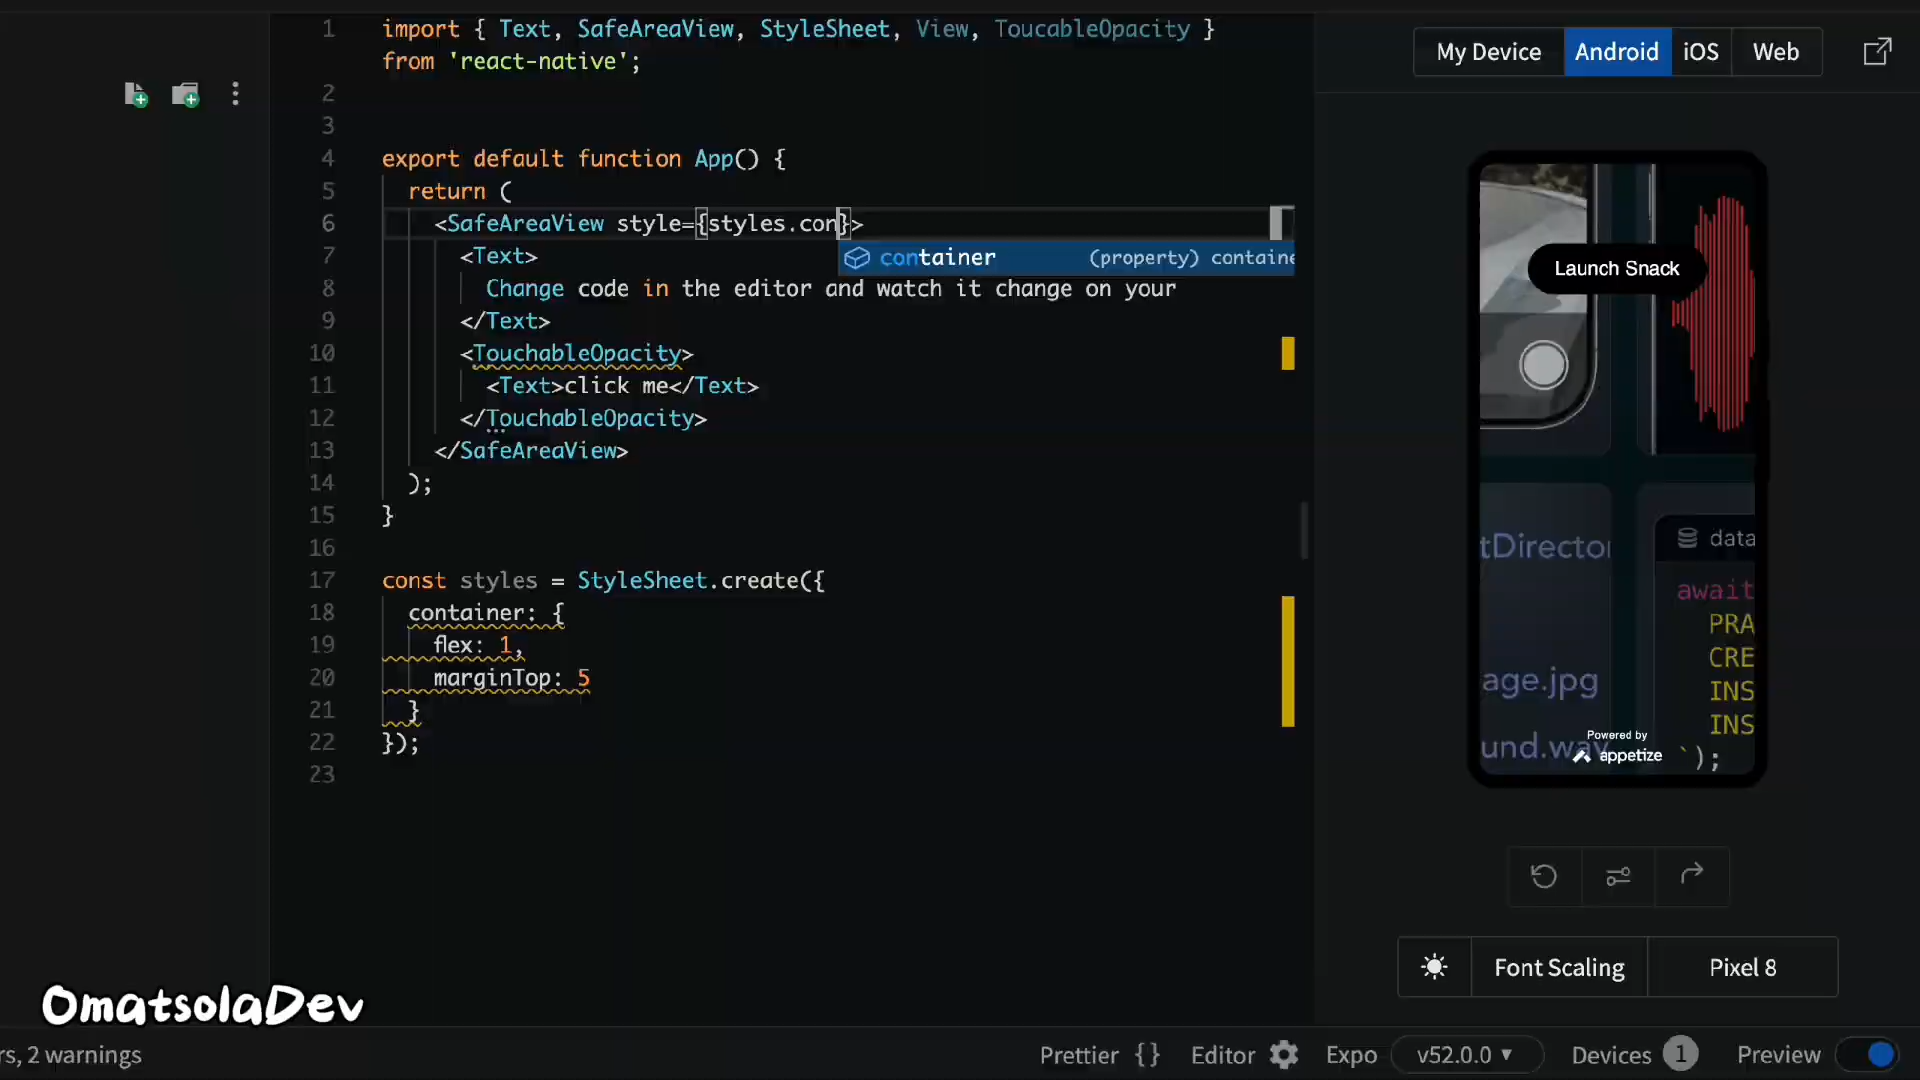 1 import { Text, SafeAreaView, StyleSheet, View, ToucableOpacity }
from 'react-native';
2
3
4 export default function App() {
5 return (
6 <SafeAreaView style={styles.con}>
container (property) containe
7 <Text>
8 Change code in the editor and watch it change on your
9 </Text>
10 <TouchableOpacity>
11 <Text>click me</Text>
12 </TouchableOpacity>
13 </SafeAreaView>
14 );
15 }
16
17 const styles = StyleSheet.create({
18 container: {
19 flex: 1,
20 marginTop: 5
21 }
22 });
23
My Device Android iOS Web
Launch Snack
tDirector
data
await
PRA
CRE
age.jpg
INS
INS
und.wav
`);
Powered by
appetize
Font Scaling Pixel 8
OmatsolaDev
rs, 2 warnings
Prettier {} Editor Expo v52.0.0 ▼ Devices 1 Preview